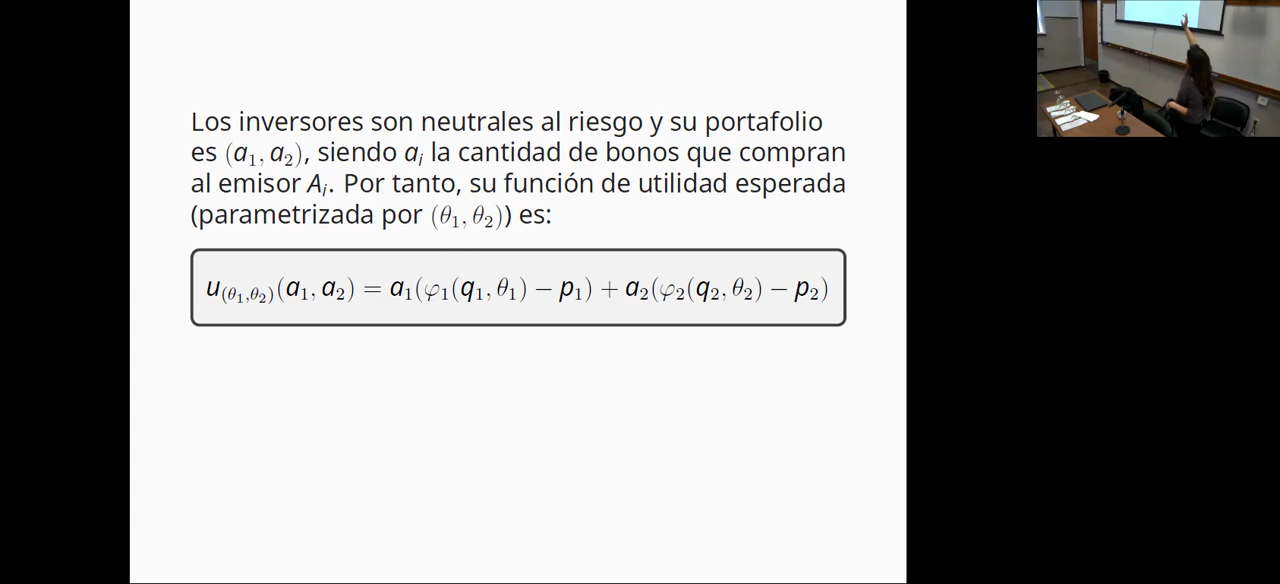 Los inversores son neutrales al riesgo y su portafolio
es (a₁, a₂), siendo aᵢ la cantidad de bonos que compran
al emisor Aᵢ. Por tanto, su función de utilidad esperada
(parametrizada por (θ₁, θ₂)) es:
u₍θ₁,θ₂₎(a₁, a₂) = a₁(φ₁(q₁, θ₁) − p₁) + a₂(φ₂(q₂, θ₂) − p₂)